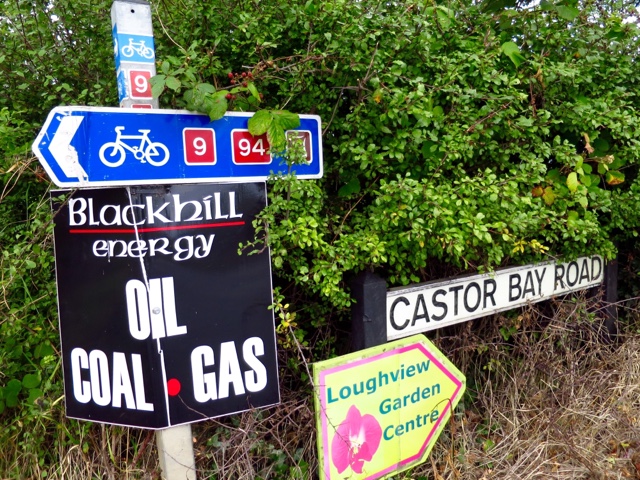 9
9 94
Blackhill
energy
OIL
COAL . GAS
CASTOR BAY ROAD
Loughview
Garden
Centre